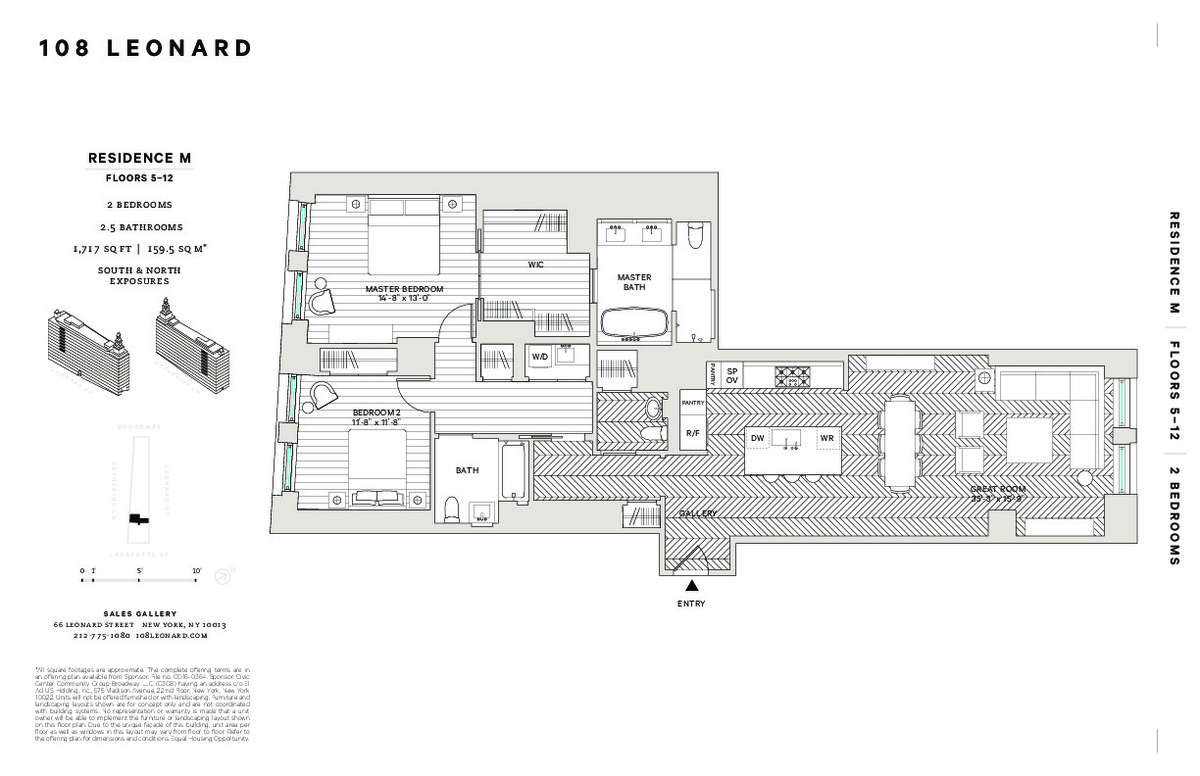 108 LEONARD
RESIDENCE M
FLOORS 5–12
2 BEDROOMS
2.5 BATHROOMS
1,717 SQ FT | 159.5 SQ M*
SOUTH & NORTH
EXPOSURES
BROADWAY
CATHERINE LN
LEONARD ST
LAFAYETTE ST
0 1' 5' 10'
N
SALES GALLERY
66 LEONARD STREET NEW YORK, NY 10013
212-775-1080 108LEONARD.COM
*All square footages are approximate. The complete offering terms are in
an offering plan available from Sponsor. File no. CD16-0364. Sponsor: Civic
Center Community Group Broadway LLC (CCGB) having an address c/o El
Ad US Holding, Inc., 575 Madison Avenue, 22nd Floor, New York, New York
10022. Units will not be offered furnished or with landscaping. Furniture and
landscaping layouts shown are for concept only and are not coordinated
with building systems. No representation or warranty is made that a unit
owner will be able to implement the furniture or landscaping layout shown
on this floor plan. Due to the unique façade of this building, unit area per
floor as well as windows in this layout may vary from floor to floor. Refer to
the offering plan for dimensions and conditions. Equal Housing Opportunity.
MASTER BEDROOM
14'-8" x 13'-0"
WIC
MASTER
BATH
W/D
BEDROOM 2
11'-8" x 11'-8"
BATH
PANTRY
SP
OV
PANTRY
R/F
DW
WR
GREAT ROOM
35'-3" x 15'-8"
GALLERY
ENTRY
RESIDENCE M | FLOORS 5–12 | 2 BEDROOMS